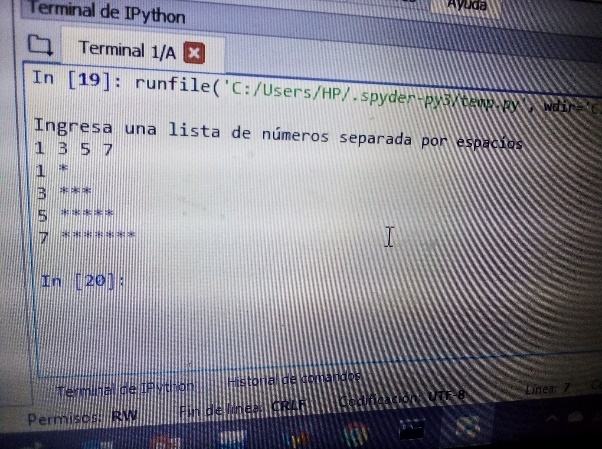 Ayuda
Terminal de IPython
Terminal 1/A
In [19]: runfile('C:/Users/HP/.spyder-py3/temp.py', wdir='C
Ingresa una lista de números separada por espacios
1 3 5 7
1 *
3 ***
5 *****
7 *******
In [20]:
Terminal de IPython Historial de comandos
Permisos: RW Fin de línea: CRLF Codificación: UTF-8 Línea: 7 C